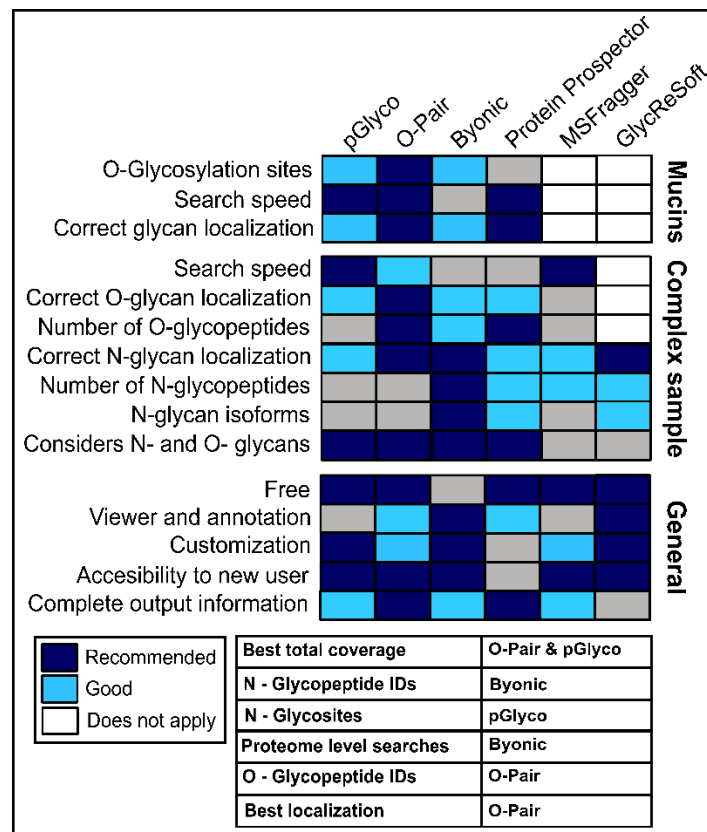 pGlyco
O-Pair
Byonic
Protein Prospector
MSFragger
GlycReSoft
O-Glycosylation sites
Search speed
Correct glycan localization
Mucins
Search speed
Correct O-glycan localization
Number of O-glycopeptides
Correct N-glycan localization
Number of N-glycopeptides
N-glycan isoforms
Considers N- and O- glycans
Complex sample
Free
Viewer and annotation
Customization
Accesibility to new user
Complete output information
General
Recommended
Good
Does not apply
Best total coverage O-Pair & pGlyco
N - Glycopeptide IDs Byonic
N - Glycosites pGlyco
Proteome level searches Byonic
O - Glycopeptide IDs O-Pair
Best localization O-Pair